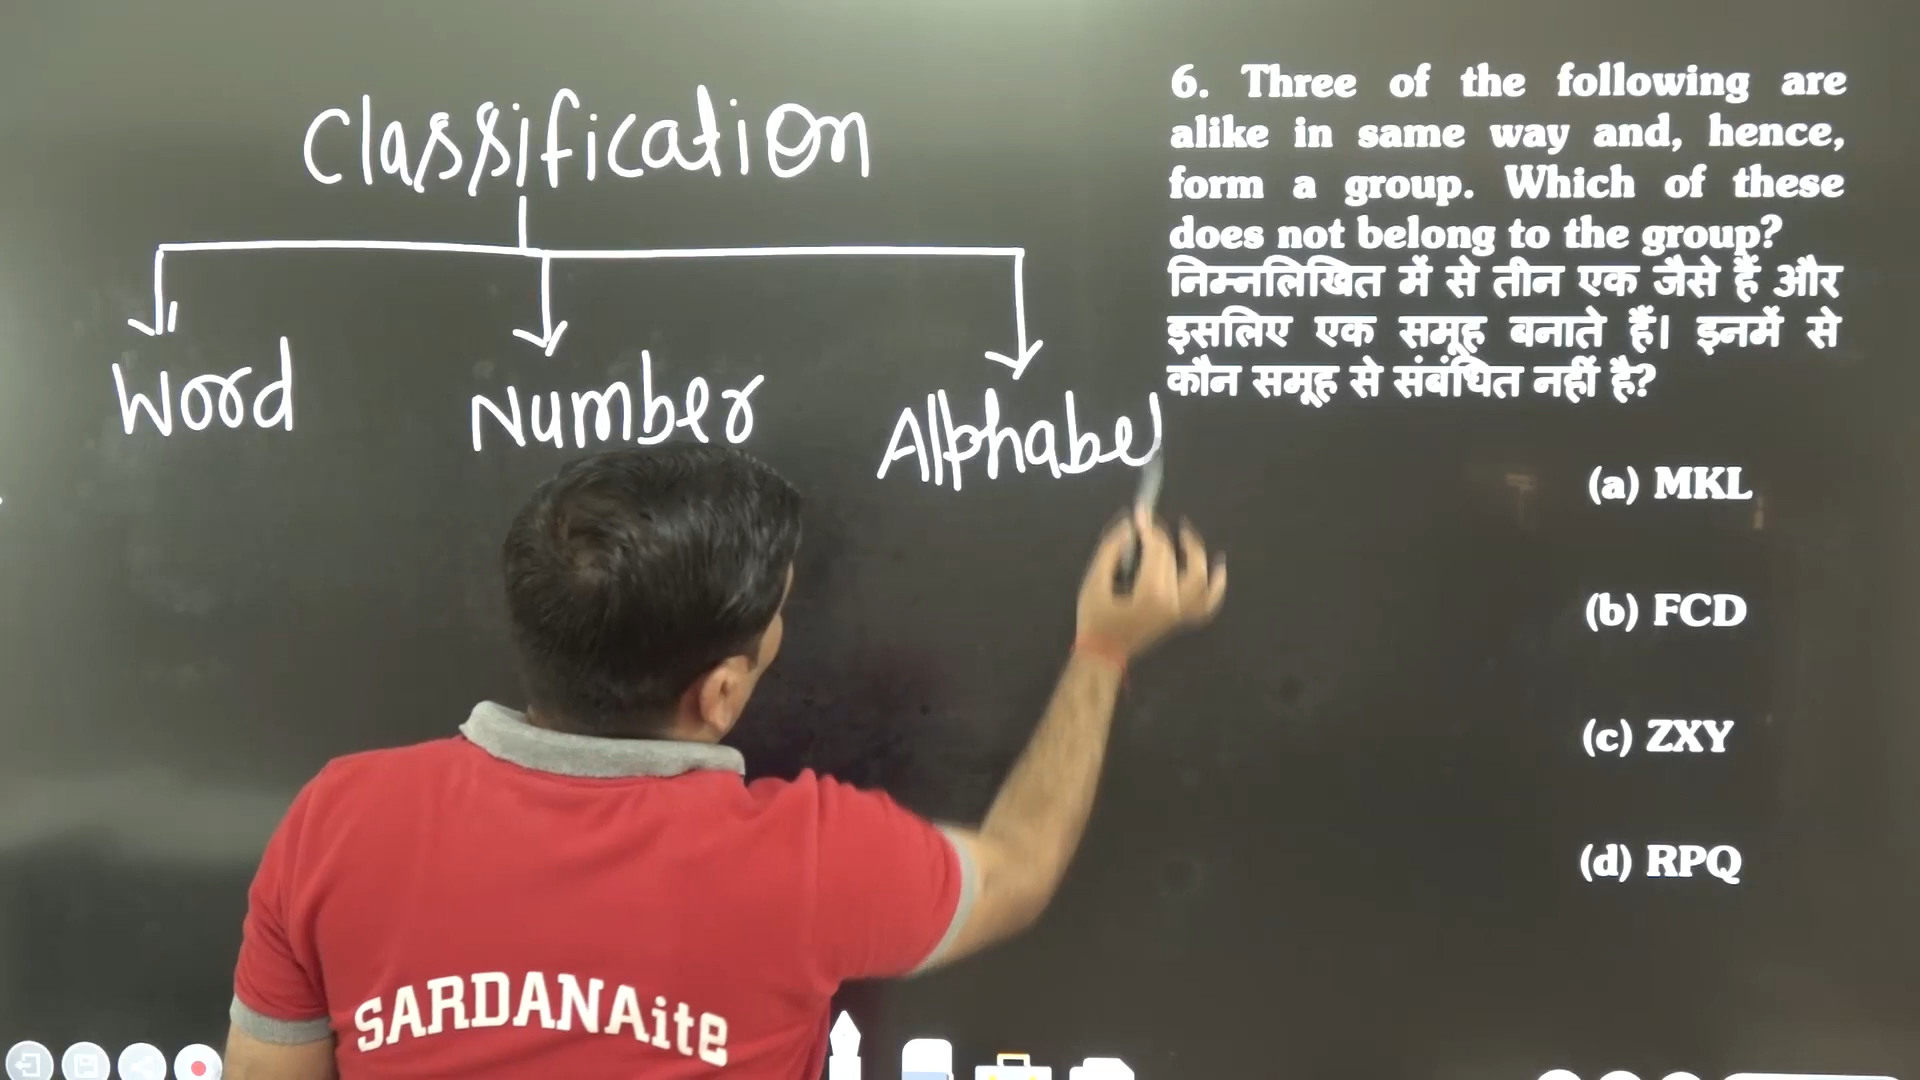 Classification
Word
Number
Alphabe
6. Three of the following are
alike in same way and, hence,
form a group. Which of these
does not belong to the group?
निम्नलिखित में से तीन एक जैसे हैं और
इसलिए एक समूह बनाते हैं। इनमें से
कौन समूह से संबंधित नहीं है?
(a) MKL
(b) FCD
(c) ZXY
(d) RPQ
SARDANAite